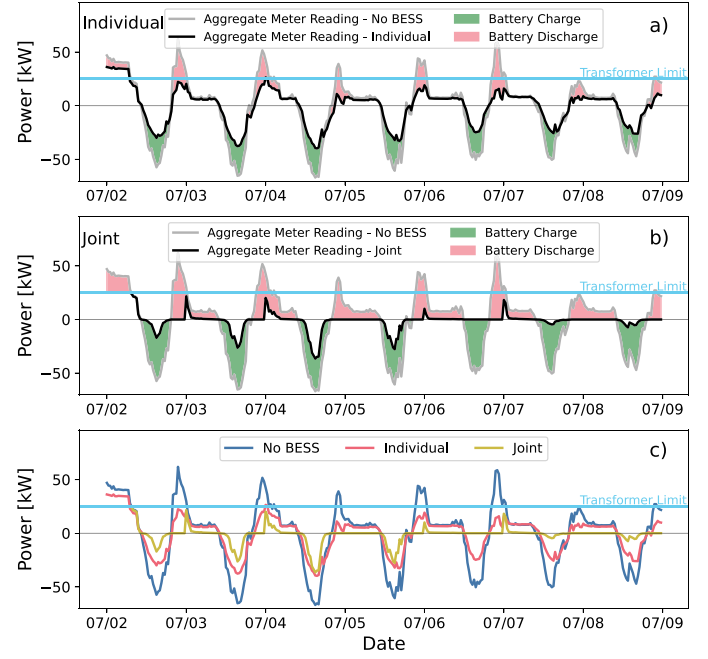 Individual
Aggregate Meter Reading - No BESS
Aggregate Meter Reading - Individual
Battery Charge
Battery Discharge
a)
Transformer Limit
Power [kW]
50
0
−50
07/02 07/03 07/04 07/05 07/06 07/07 07/08 07/09
Joint
Aggregate Meter Reading - No BESS
Aggregate Meter Reading - Joint
Battery Charge
Battery Discharge
b)
Transformer Limit
Power [kW]
50
0
−50
07/02 07/03 07/04 07/05 07/06 07/07 07/08 07/09
No BESS Individual Joint
c)
Transformer Limit
Power [kW]
50
0
−50
07/02 07/03 07/04 07/05 07/06 07/07 07/08 07/09
Date